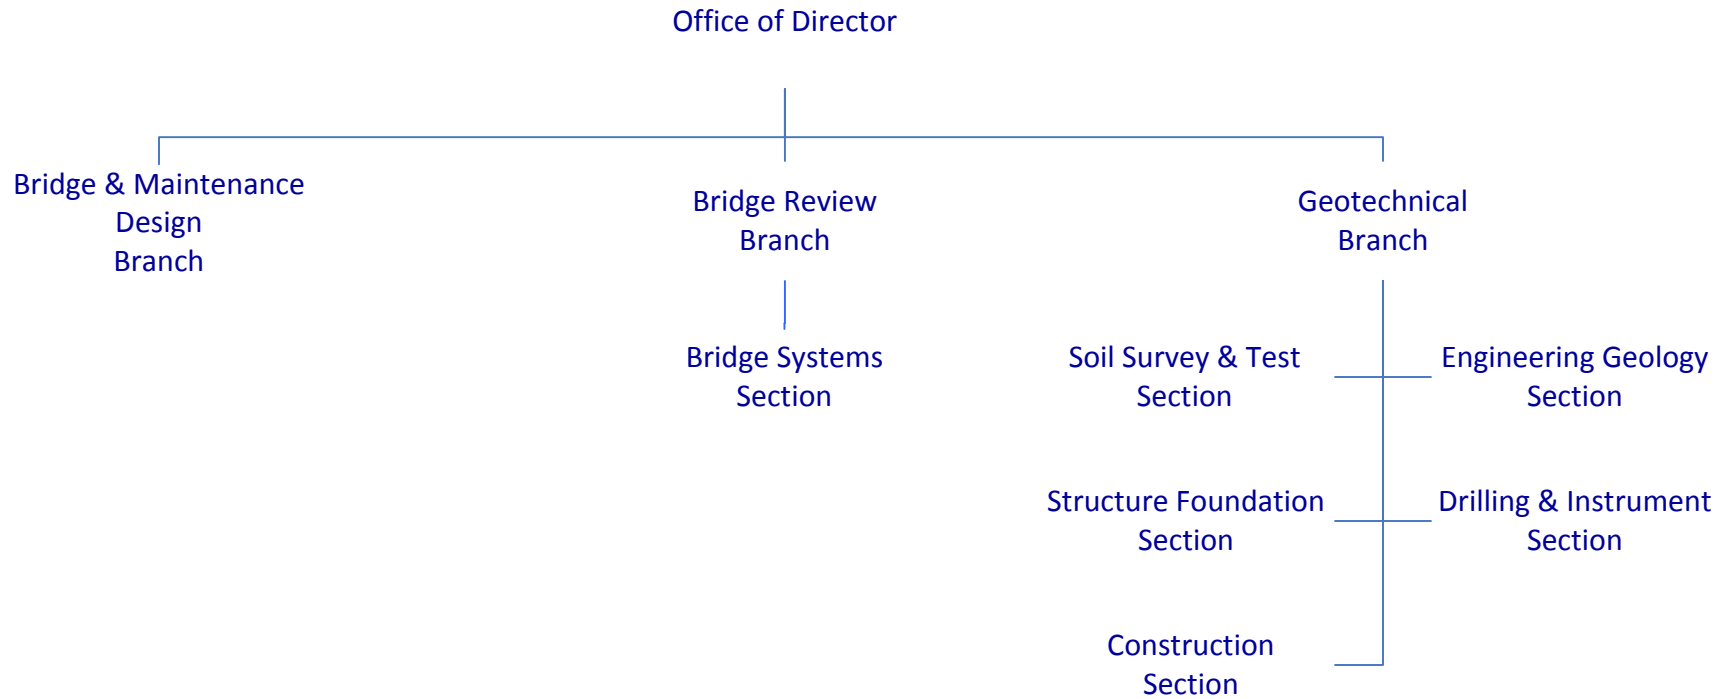 Office of Director
Bridge & Maintenance
Design
Branch
Bridge Review
Branch
Geotechnical
Branch
Bridge Systems
Section
Soil Survey & Test
Section
Engineering Geology
Section
Structure Foundation
Section
Drilling & Instrument
Section
Construction
Section